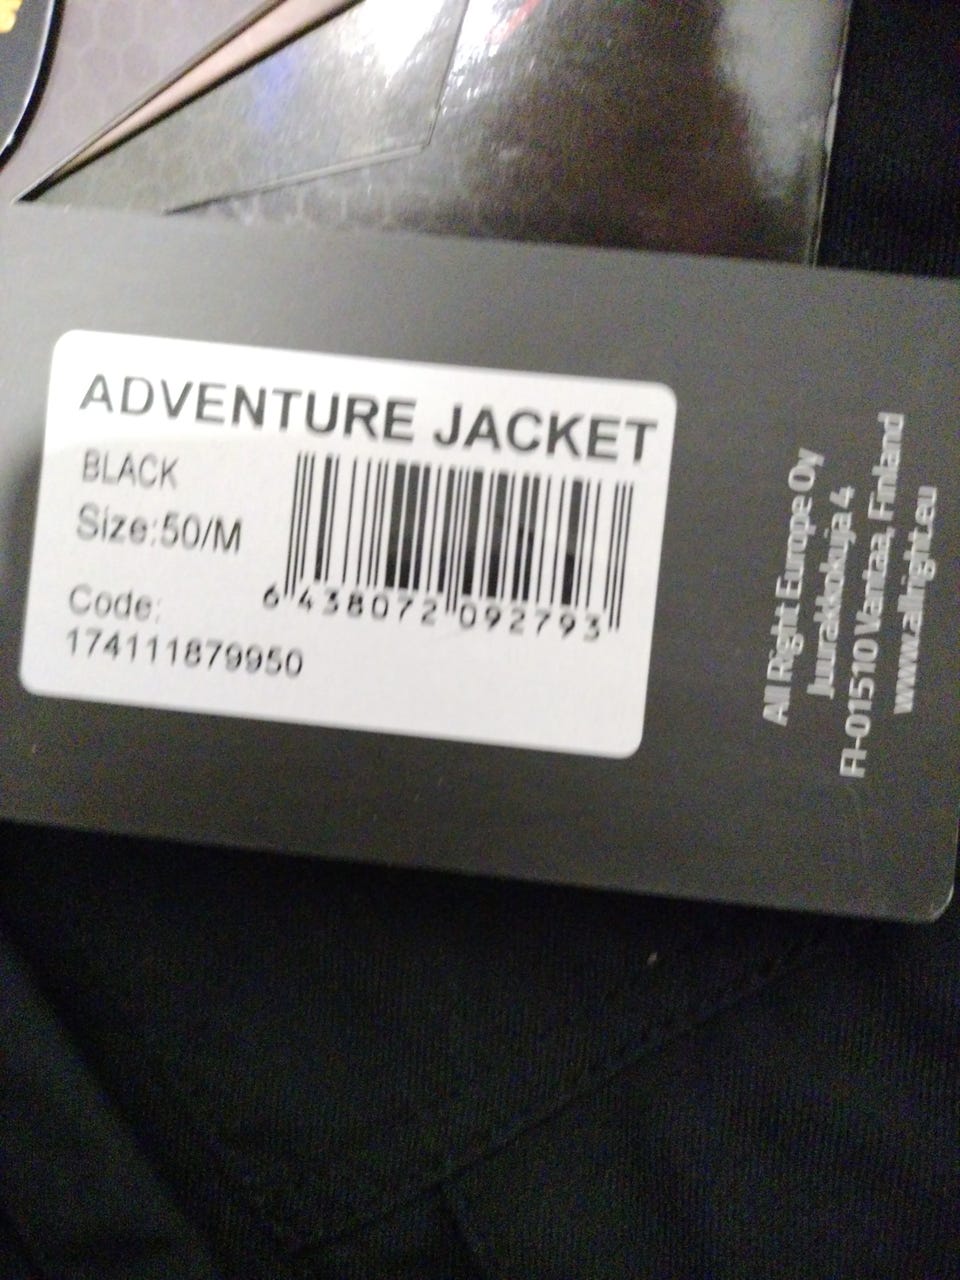 ADVENTURE JACKET
BLACK
Size:50/M
Code:
174111879950
6 438072 092793
All Right Europe Oy
Juurakkokuja 4
FI-01510 Vantaa, Finland
www.allright.eu